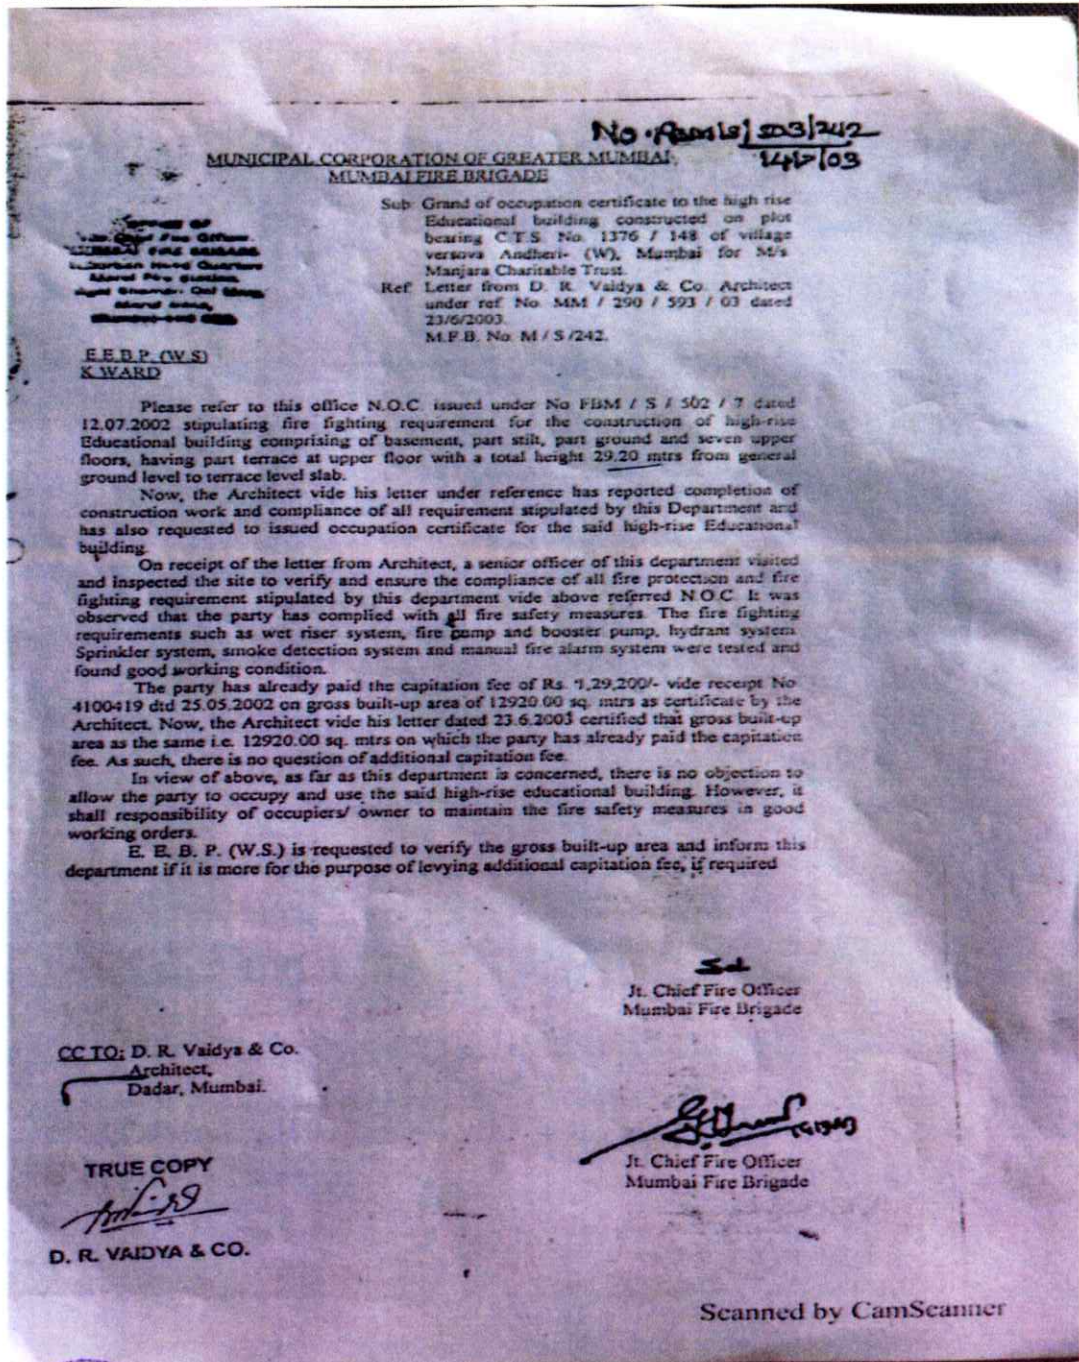 No. 503/242
14/7/03
MUNICIPAL CORPORATION OF GREATER MUMBAI
MUMBAI FIRE BRIGADE
Sub: Grand of occupation certificate to the high rise
Educational building constructed on plot
bearing C.T.S. No. 1376 / 148 of village
versova Andheri- (W), Mumbai for M/s
Manjara Charitable Trust.
Ref: Letter from D. R. Vaidya & Co. Architect
under ref No. MM / 290 / 593 / 03 dated
23/6/2003.
M.F.B. No. M / S /242.
OFFICE OF
Chief Fire Officer
MUMBAI FIRE BRIGADE
Suburban Head Quarters
Marol Fire Station
Marol
E.E.B.P. (W.S)
K WARD
Please refer to this office N.O.C. issued under No FBM / S / 502 / 7 dated
12.07.2002 stipulating fire fighting requirement for the construction of high-rise
Educational building comprising of basement, part stilt, part ground and seven upper
floors, having part terrace at upper floor with a total height 29.20 mtrs from general
ground level to terrace level slab.
Now, the Architect vide his letter under reference has reported completion of
construction work and compliance of all requirement stipulated by this Department and
has also requested to issued occupation certificate for the said high-rise Educational
building.
On receipt of the letter from Architect, a senior officer of this department visited
and inspected the site to verify and ensure the compliance of all fire protection and fire
fighting requirement stipulated by this department vide above referred N.O.C. It was
observed that the party has complied with all fire safety measures. The fire fighting
requirements such as wet riser system, fire pump and booster pump, hydrant system
Sprinkler system, smoke detection system and manual fire alarm system were tested and
found good working condition.
The party has already paid the capitation fee of Rs. 1,29,200/- vide receipt No
4100419 dtd 25.05.2002 on gross built-up area of 12920.00 sq. mtrs as certificate by the
Architect. Now, the Architect vide his letter dated 23.6.2003 certified that gross built-up
area as the same i.e. 12920.00 sq. mtrs on which the party has already paid the capitation
fee. As such, there is no question of additional capitation fee.
In view of above, as far as this department is concerned, there is no objection to
allow the party to occupy and use the said high-rise educational building. However, it
shall responsibility of occupiers/ owner to maintain the fire safety measures in good
working orders.
E. E. B. P. (W.S.) is requested to verify the gross built-up area and inform this
department if it is more for the purpose of levying additional capitation fee, if required
Sd
Jt. Chief Fire Officer
Mumbai Fire Brigade
CC TO: D. R. Vaidya & Co.
Architect,
Dadar, Mumbai.
Jt. Chief Fire Officer
Mumbai Fire Brigade
TRUE COPY
D. R. VAIDYA & CO.
Scanned by CamScanner